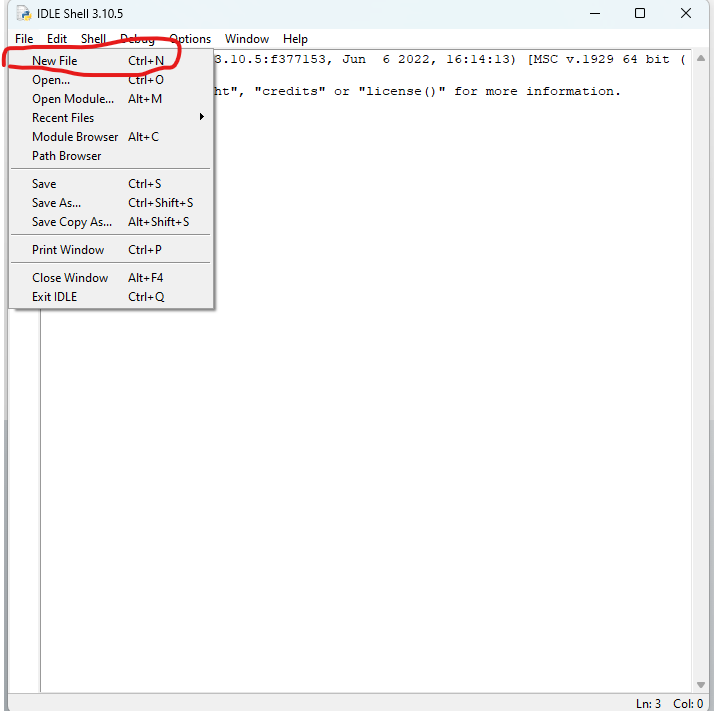 IDLE Shell 3.10.5
File Edit Shell Debug Options Window Help
3.10.5:f377153, Jun  6 2022, 16:14:13) [MSC v.1929 64 bit (
ht", "credits" or "license()" for more information.
New File Ctrl+N
Open... Ctrl+O
Open Module... Alt+M
Recent Files
Module Browser Alt+C
Path Browser
Save Ctrl+S
Save As... Ctrl+Shift+S
Save Copy As... Alt+Shift+S
Print Window Ctrl+P
Close Window Alt+F4
Exit IDLE Ctrl+Q
Ln: 3 Col: 0